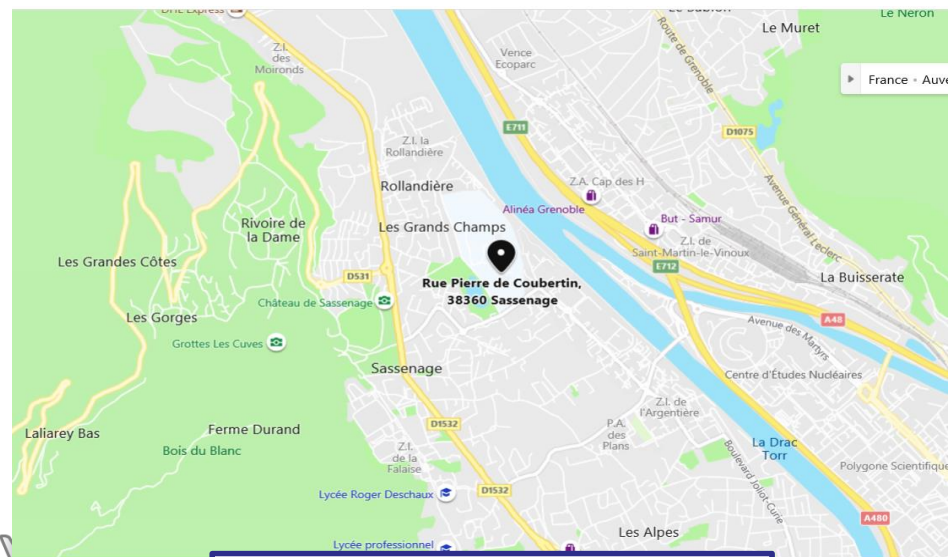 DHL Express
Le Néron
Le Muret
Route de Grenoble
Z.I.
des
Moironds
Vence
Ecoparc
France • Auve
E711
D1075
Z.I. la
Rollandière
Rollandière
Z.A. Cap des H
Avenue Général Leclerc
Alinéa Grenoble
But - Samur
Rivoire de
la Dame
Les Grands Champs
Z.I. de
Saint-Martin-le-Vinoux
Les Grandes Côtes
E712
D531
Rue Pierre de Coubertin,
38360 Sassenage
La Buisserate
Château de Sassenage
Les Gorges
A48
Avenue des Martyrs
Grottes Les Cuves
Sassenage
Centre d'Études Nucléaires
Z.I. de
l'Argentière
D1532
P.A.
des
Plans
Laliarey Bas
Ferme Durand
Bois du Blanc
Z.I.
de la
Falaise
La Drac
Torr
Boulevard Joliot-Curie
Polygone Scientifique
Lycée Roger Deschaux
D1532
A480
Les Alpes
Lycée professionnel